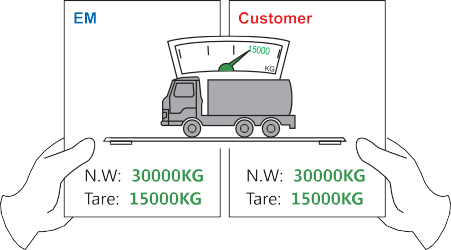 EM
Customer
15000
KG
N.W: 30000KG
Tare: 15000KG
N.W: 30000KG
Tare: 15000KG